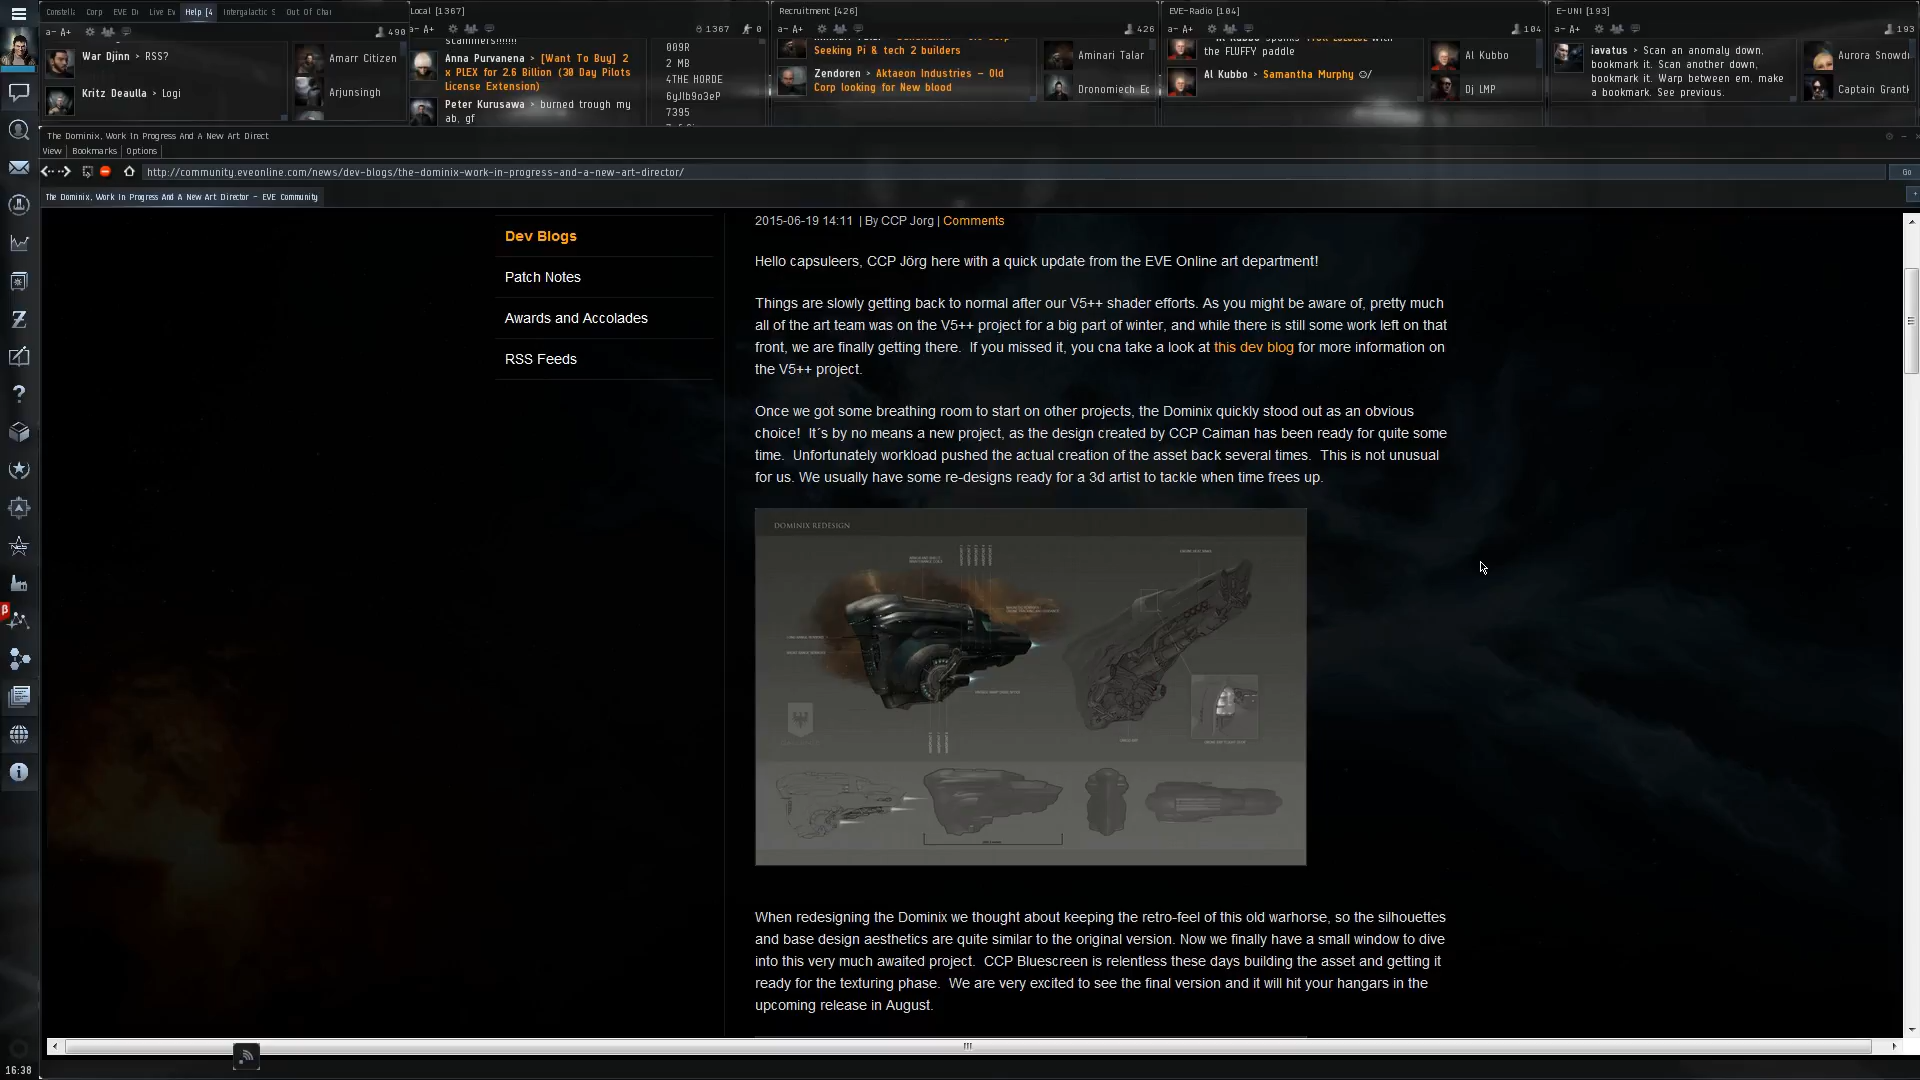 Corp
EVE D
Live E
Help [4
Intergalactic S
Out Of Cha
a- A+
490
War Djinn > RSS?
Kritz Deaulla > Logi
Amarr Citizen
Arjunsingh
Local [1367]
a- A+
1367
0
scammers!!!!!!!
Anna Purvanena > [Want To Buy] 2
x PLEX for 2.6 Billion (30 Day Pilots
License Extension)
Peter Kurusawa > burned trough my
ab, gf
009R
2 MB
4THE HORDE
6yJlb9o3eP
7395
Recruitment [426]
a- A+
426
Seeking Pi & tech 2 builders
Zendoren > Aktaeon Industries – Old
Corp looking for New blood
Aminari Talar
Dronomiech Ec
EVE-Radio [104]
a- A+
104
the FLUFFY paddle
Al Kubbo > Samantha Murphy
Al Kubbo
Dj LMP
E-UNI [193]
a- A+
193
iavatus > Scan an anomaly down,
bookmark it. Scan another down,
bookmark it. Warp between em, make
a bookmark. See previous.
Aurora Snowd
Captain Grant
The Dominix, Work In Progress And A New Art Direct
View
Bookmarks
Options
http://community.eveonline.com/news/dev-blogs/the-dominix-work-in-progress-and-a-new-art-director/
Go
The Dominix, Work In Progress And A New Art Director – EVE Community
Dev Blogs
Patch Notes
Awards and Accolades
RSS Feeds
2015-06-19 14:11 | By CCP Jorg | Comments
Hello capsuleers, CCP Jörg here with a quick update from the EVE Online art department!
Things are slowly getting back to normal after our V5++ shader efforts. As you might be aware of, pretty much
all of the art team was on the V5++ project for a big part of winter, and while there is still some work left on that
front, we are finally getting there. If you missed it, you cna take a look at this dev blog for more information on
the V5++ project.
Once we got some breathing room to start on other projects, the Dominix quickly stood out as an obvious
choice! It´s by no means a new project, as the design created by CCP Caiman has been ready for quite some
time. Unfortunately workload pushed the actual creation of the asset back several times. This is not unusual
for us. We usually have some re-designs ready for a 3d artist to tackle when time frees up.
DOMINIX REDESIGN
When redesigning the Dominix we thought about keeping the retro-feel of this old warhorse, so the silhouettes
and base design aesthetics are quite similar to the original version. Now we finally have a small window to dive
into this very much awaited project. CCP Bluescreen is relentless these days building the asset and getting it
ready for the texturing phase. We are very excited to see the final version and it will hit your hangars in the
upcoming release in August.
16:38